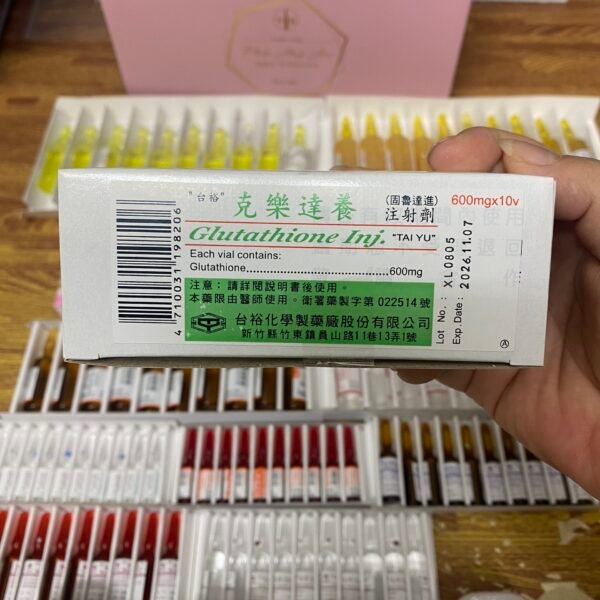 "台裕" 克樂達養 (固魯達進) 注射劑 600mgx10v
Glutathione Inj. "TAI YU"
Each vial contains:
Glutathione........................................600mg
注意：請詳閱說明書後使用。
本藥限由醫師使用。衛署藥製字第 022514 號
台裕化學製藥廠股份有限公司
新竹縣竹東鎮員山路11巷13弄1號
Lot No. : XL0805
Exp.Date : 2026.11.07
4 710031 198206